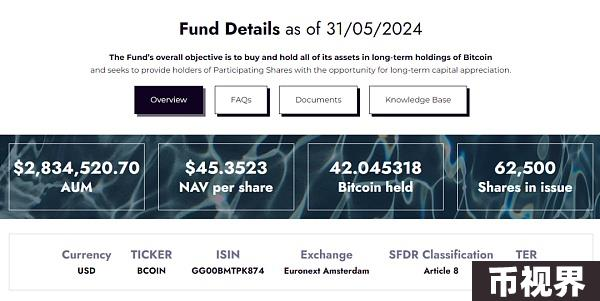 Fund Details as of 31/05/2024
The Fund's overall objective is to buy and hold all of its assets in long-term holdings of Bitcoin
and seeks to provide holders of Participating Shares with the opportunity for long-term capital appreciation.
Overview FAQs Documents Knowledge Base
$2,834,520.70 $45.3523 42.045318 62,500
AUM NAV per share Bitcoin held Shares in issue
Currency TICKER ISIN Exchange SFDR Classification TER
USD BCOIN GG00BMTPK874 Euronext Amsterdam Article 8
币视界